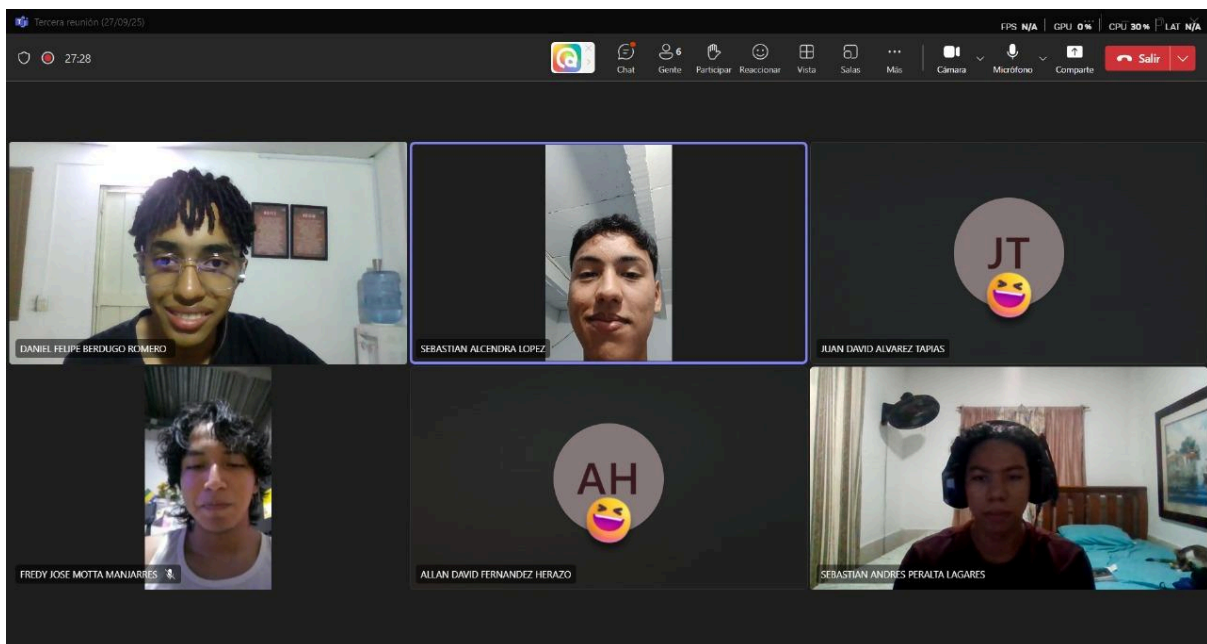 Tercera reunión (27/09/25)
FPS N/A | GPU 0% | CPU 30% | LAT N/A
27:28
6
Chat Gente Participar Reaccionar Vista Salas Más Cámara Micrófono Comparte Salir
DANIEL FELIPE BERDUGO ROMERO
SEBASTIAN ALCENDRA LOPEZ
JT
JUAN DAVID ALVAREZ TAPIAS
FREDY JOSE MOTTA MANJARRES
AH
ALLAN DAVID FERNANDEZ HERAZO
SEBASTIAN ANDRES PERALTA LAGARES